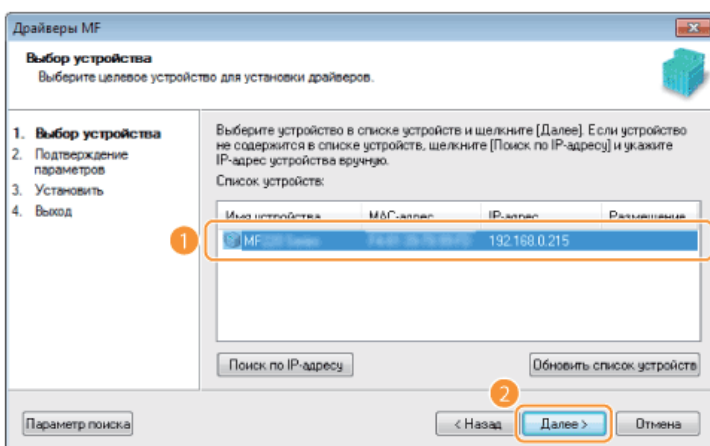 Драйверы MF
Выбор устройства
Выберите целевое устройство для установки драйверов.
1. Выбор устройства
2. Подтверждение
параметров
3. Установить
4. Выход
Выберите устройство в списке устройств и щелкните [Далее]. Если устройство
не содержится в списке устройств, щелкните [Поиск по IP-адресу] и укажите
IP-адрес устройства вручную.
Список устройств:
Имя устройства MAC-адрес IP-адрес Размещение
1 MF 192.168.0.215
Поиск по IP-адресу Обновить список устройств
2
Параметр поиска < Назад Далее > Отмена